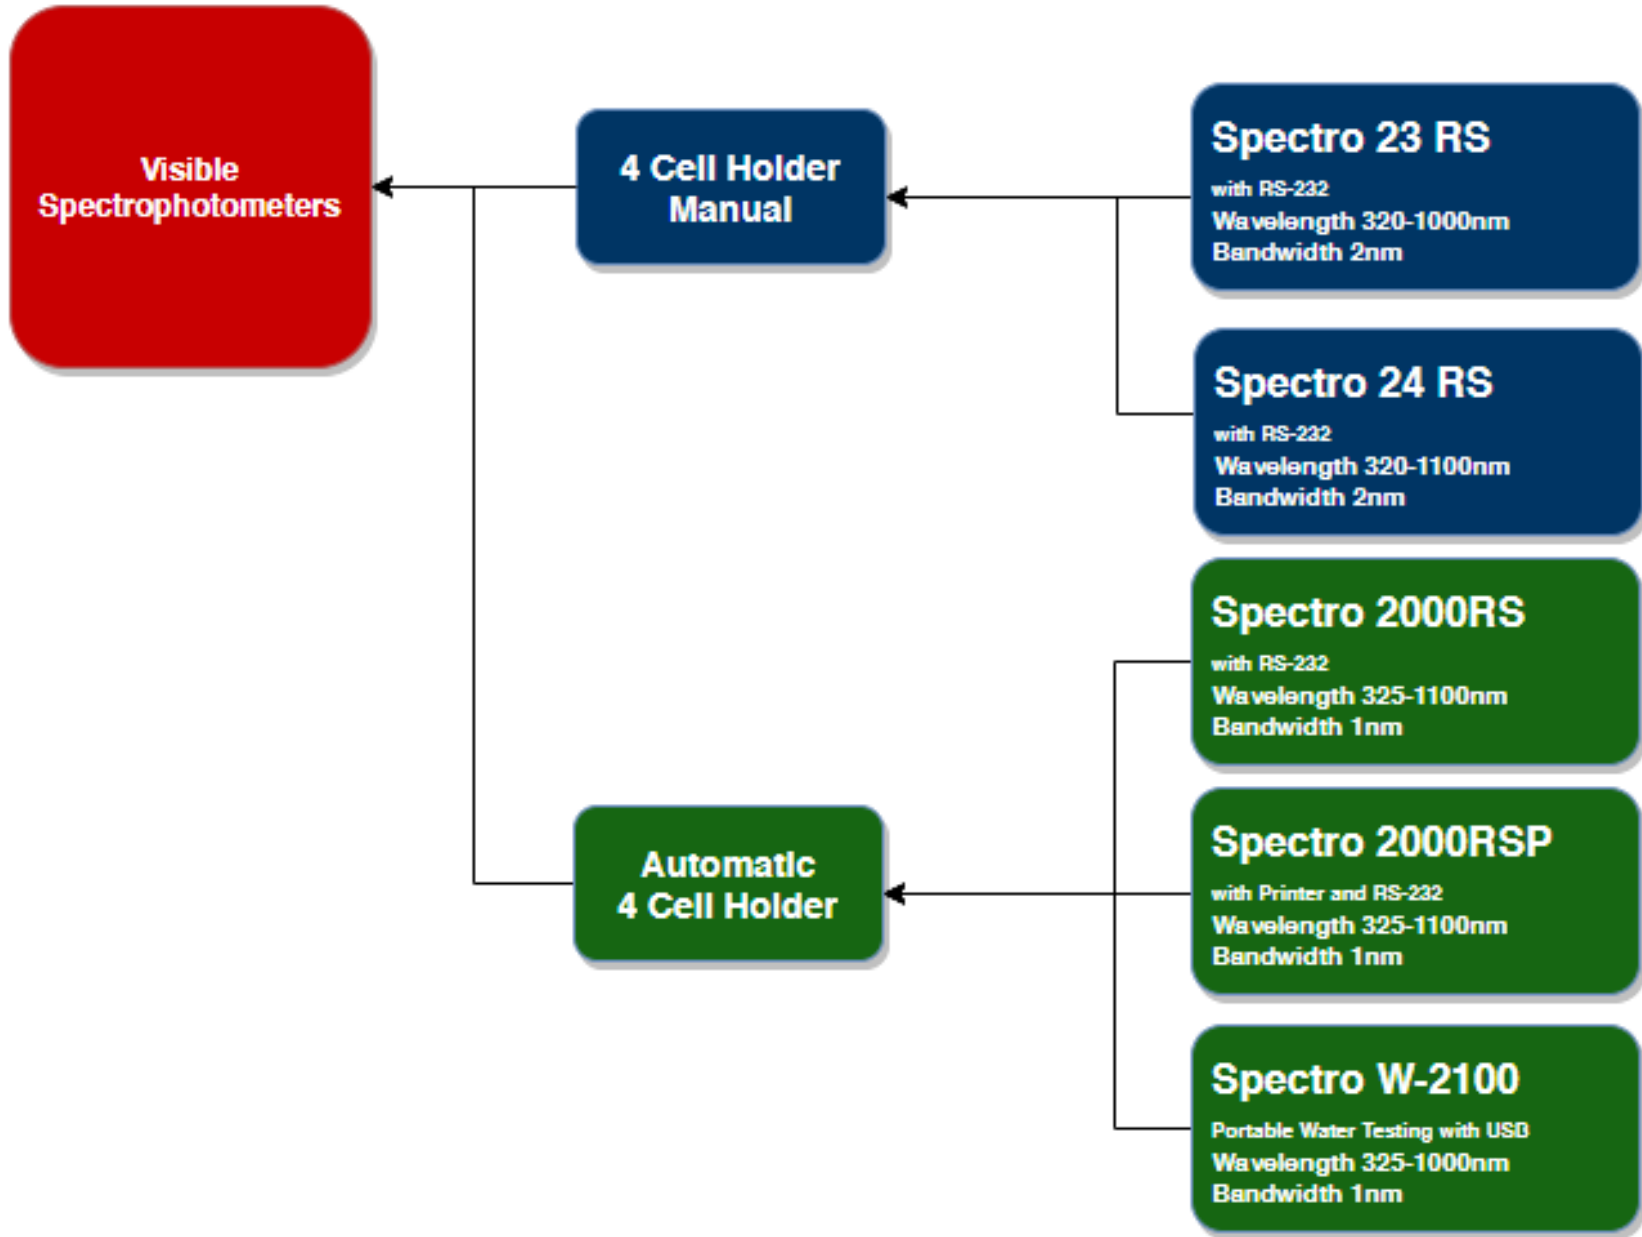 Visible
Spectrophotometers
4 Cell Holder
Manual
Spectro 23 RS
with RS-232
Wavelength 320-1000nm
Bandwidth 2nm
Spectro 24 RS
with RS-232
Wavelength 320-1100nm
Bandwidth 2nm
Automatic
4 Cell Holder
Spectro 2000RS
with RS-232
Wavelength 325-1100nm
Bandwidth 1nm
Spectro 2000RSP
with Printer and RS-232
Wavelength 325-1100nm
Bandwidth 1nm
Spectro W-2100
Portable Water Testing with USB
Wavelength 325-1000nm
Bandwidth 1nm